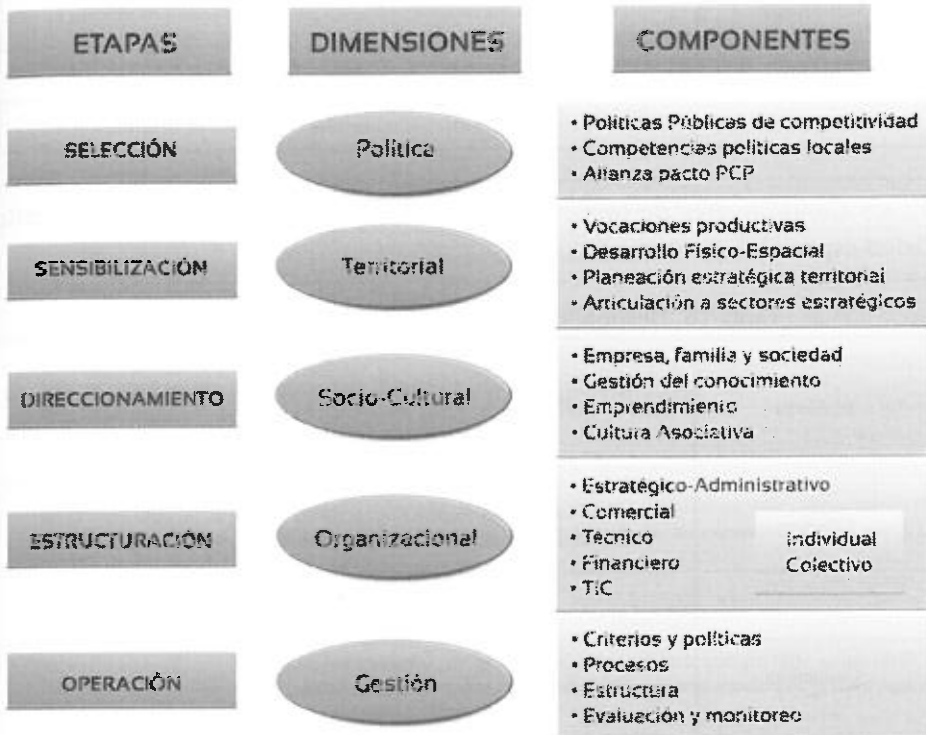 ETAPAS DIMENSIONES COMPONENTES
SELECCIÓN
Política
• Políticas Públicas de competitividad
• Competencias políticas locales
• Alianza pacto PCP
SENSIBILIZACIÓN
Territorial
• Vocaciones productivas
• Desarrollo Físico-Espacial
• Planeación estratégica territorial
• Articulación a sectores estratégicos
DIRECCIONAMIENTO
Socio-Cultural
• Empresa, familia y sociedad
• Gestión del conocimiento
• Emprendimiento
• Cultura Asociativa
ESTRUCTURACIÓN
Organizacional
• Estratégico-Administrativo
• Comercial
• Técnico
• Financiero
• TIC
Individual
Colectivo
OPERACIÓN
Gestión
• Criterios y políticas
• Procesos
• Estructura
• Evaluación y monitoreo